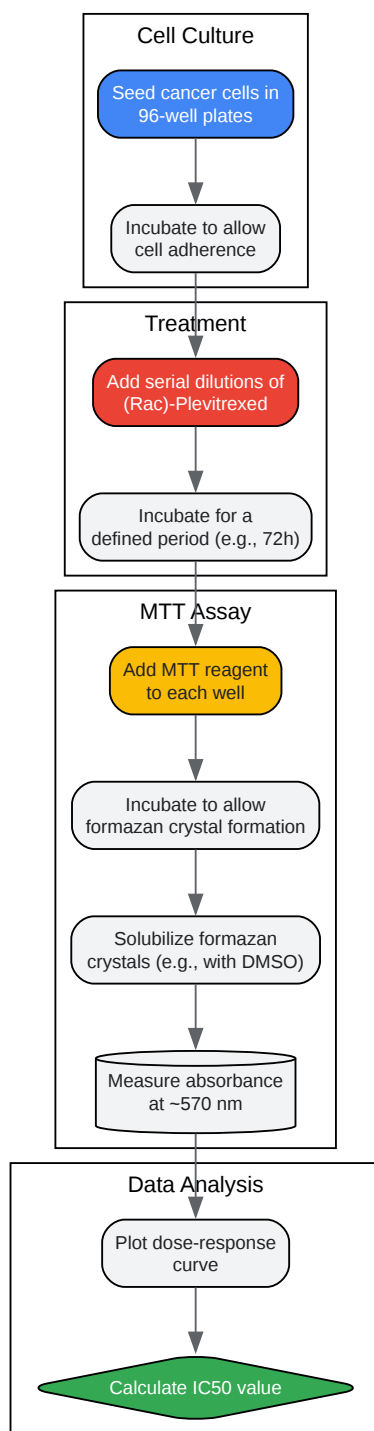 Cell Culture
Seed cancer cells in
96-well plates
Incubate to allow
cell adherence
Treatment
Add serial dilutions of
(Rac)-Plevitrexed
Incubate for a
defined period (e.g., 72h)
MTT Assay
Add MTT reagent
to each well
Incubate to allow
formazan crystal formation
Solubilize formazan
crystals (e.g., with DMSO)
Measure absorbance
at ~570 nm
Data Analysis
Plot dose-response
curve
Calculate IC50 value